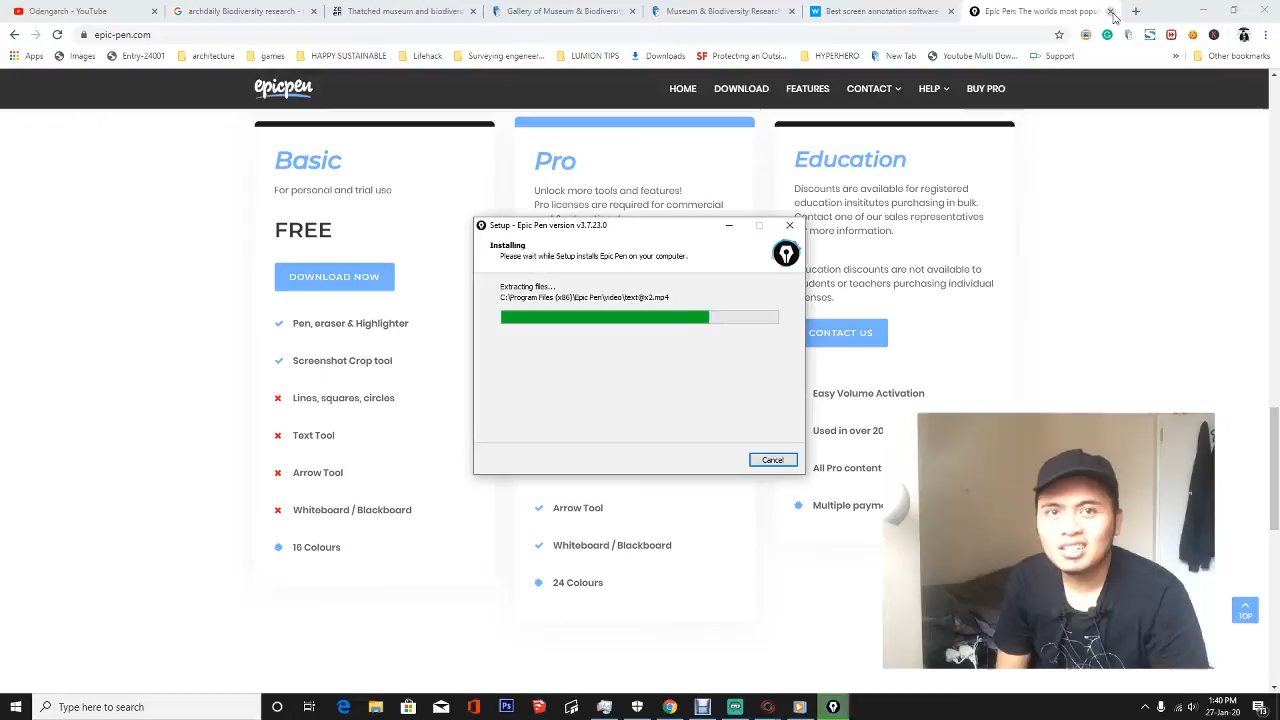 Odengarch - YouTube
archdaily Biodiversity museum
Thatched museum and biodivers
Gallery of Museum & Biodiversity
Museum & Biodiversity Research
Best screen annotation software
Epic Pen The worlds most popu
epic-pen.com
Apps
Images
Entry-24001
architecture
games
HAPPY SUSTAINABLE
Lifehack
Surveying engineer...
LUMION TIPS
Downloads
Protecting an Outsi...
HYPERHERO
New Tab
Youtube Multi Dow...
Support
»
Other bookmarks
epicpen
HOME
DOWNLOAD
FEATURES
CONTACT
HELP
BUY PRO
Basic
For personal and trial use
FREE
DOWNLOAD NOW
Pen, eraser & Highlighter
Screenshot Crop tool
Lines, squares, circles
Text Tool
Arrow Tool
Whiteboard / Blackboard
16 Colours
Pro
Unlock more tools and features!
Pro licenses are required for commercial
Setup - Epic Pen version v3.7.23.0
Installing
Please wait while Setup installs Epic Pen on your computer.
Extracting files...
C:\Program Files (x86)\Epic Pen\video\text@x2.mp4
Cancel
Arrow Tool
Whiteboard / Blackboard
24 Colours
Education
Discounts are available for registered
education insititutes purchasing in bulk.
Contact one of our sales representatives
more information.
ucation discounts are not available to
udents or teachers purchasing individual
enses.
CONTACT US
Easy Volume Activation
Used in over 20
All Pro content
Multiple payme
TOP
Type here to search
1:40 PM
27-Jan-20